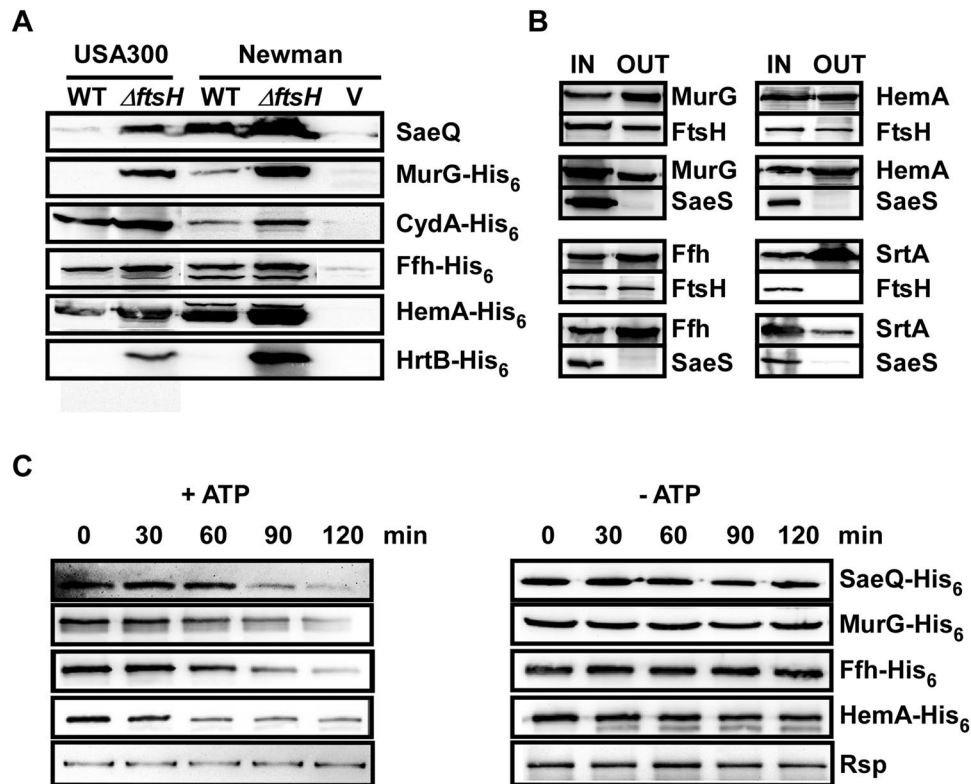 A
USA300 Newman
WT ΔftsH WT ΔftsH V
SaeQ
MurG-His6
CydA-His6
Ffh-His6
HemA-His6
HrtB-His6
B
IN OUT IN OUT
MurG HemA
FtsH FtsH
MurG HemA
SaeS SaeS
Ffh SrtA
FtsH FtsH
Ffh SrtA
SaeS SaeS
C
+ ATP - ATP
0 30 60 90 120 min 0 30 60 90 120 min
SaeQ-His6
MurG-His6
Ffh-His6
HemA-His6
Rsp